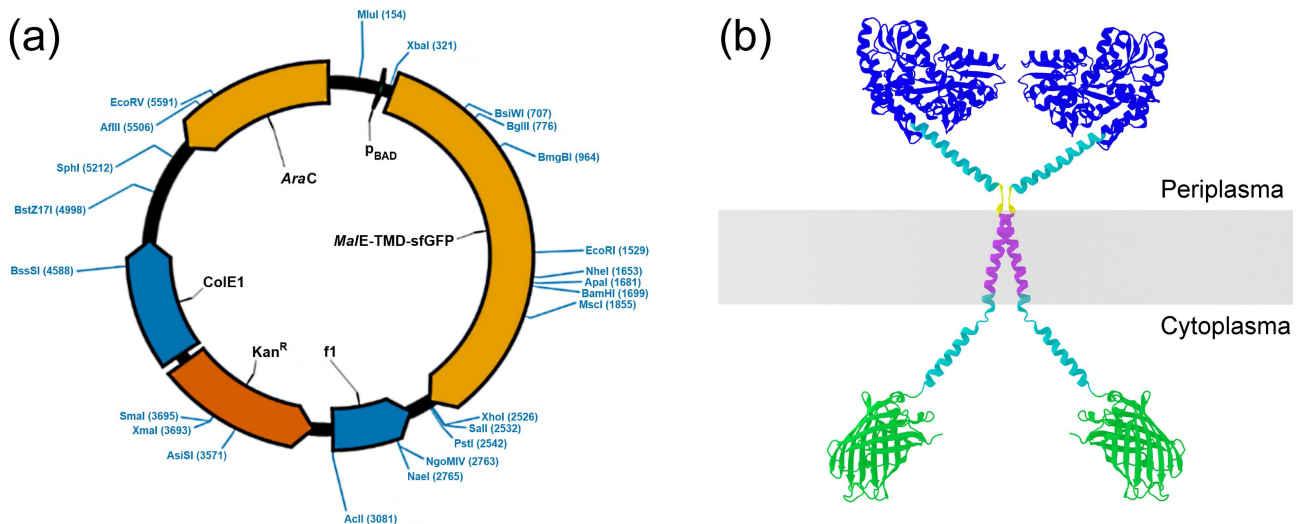 (a)
MluI (154)
XbaI (321)
BsiWI (707)
BglII (776)
BmgBI (964)
EcoRI (1529)
NheI (1653)
ApaI (1681)
BamHI (1699)
MscI (1855)
XhoI (2526)
SalI (2532)
PstI (2542)
NgoMIV (2763)
NaeI (2765)
AclI (3081)
AsiSI (3571)
XmaI (3693)
SmaI (3695)
BssSI (4588)
BstZ17I (4998)
SphI (5212)
AflII (5506)
EcoRV (5591)
pBAD
AraC
MalE-TMD-sfGFP
ColE1
KanR
f1
(b)
Periplasma
Cytoplasma